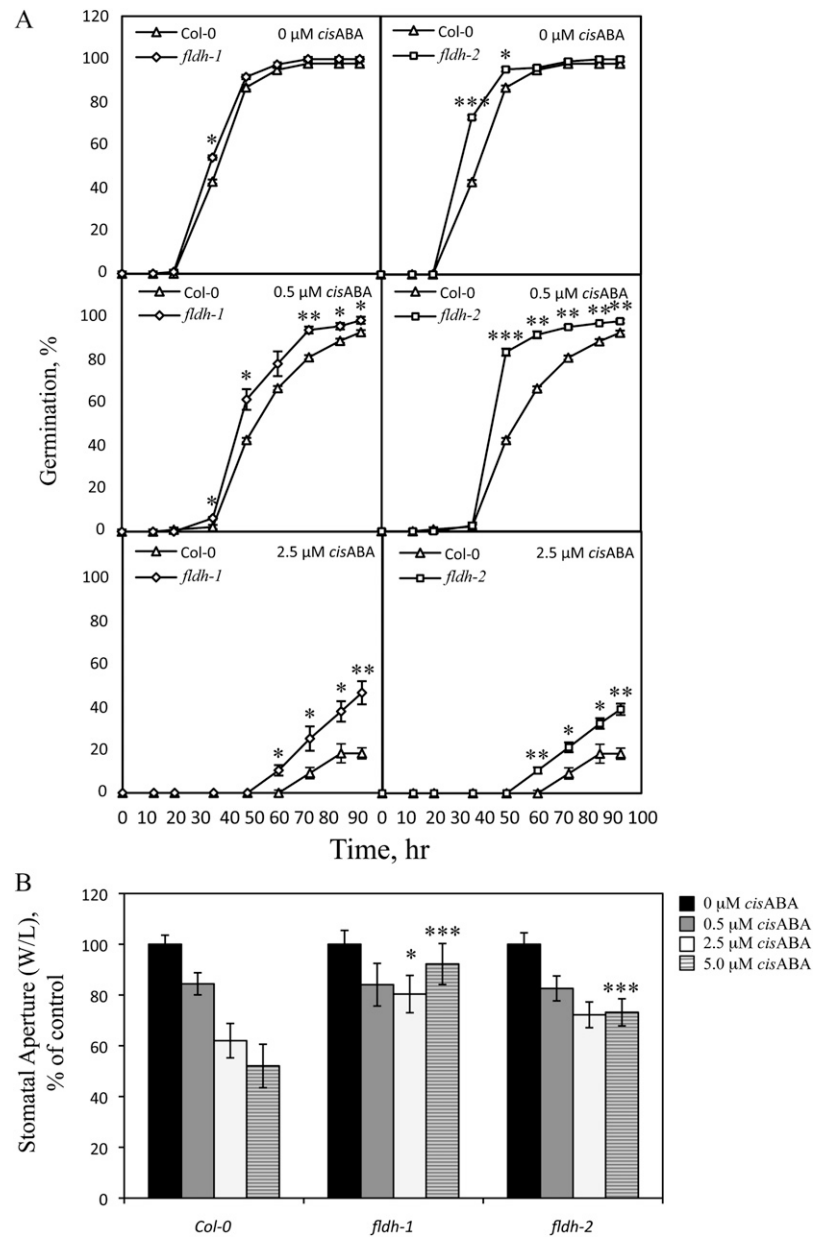 A
120
100
80
60
40
20
0
Col-0
fldh-1
0 µM cisABA
*
Col-0
fldh-2
0 µM cisABA
***
*
100
80
60
40
20
0
Col-0
fldh-1
0.5 µM cisABA
*
*
**
*
*
Col-0
fldh-2
0.5 µM cisABA
***
**
**
**
**
Germination, %
100
80
60
40
20
0
Col-0
fldh-1
2.5 µM cisABA
*
*
*
**
Col-0
fldh-2
2.5 µM cisABA
**
*
*
**
0 10 20 30 40 50 60 70 80 90
0 10 20 30 40 50 60 70 80 90 100
Time, hr
B
Stomatal Aperture (W/L),
% of control
120
100
80
60
40
20
0
*
***
***
Col-0
fldh-1
fldh-2
0 µM cisABA
0.5 µM cisABA
2.5 µM cisABA
5.0 µM cisABA